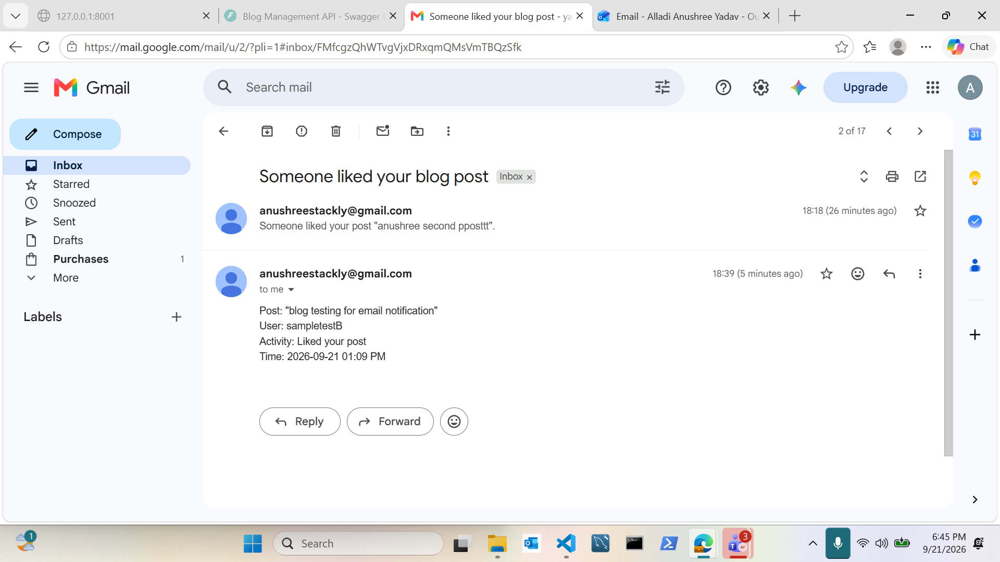 127.0.0.1:8001
Blog Management API - Swagger U
Someone liked your blog post - ya
Email - Alladi Anushree Yadav - Ou
https://mail.google.com/mail/u/2/?pli=1#inbox/FMfcgzQhWTvgVjxDRxqmQMsVmTBQzSfk
Chat
Gmail
Search mail
Upgrade
A
Compose
2 of 17
31
Inbox
Starred
Snoozed
Sent
Drafts
Purchases 1
More
Labels
Someone liked your blog post
Inbox ×
anushreestackly@gmail.com
18:18 (26 minutes ago)
Someone liked your post "anushree second pposttt".
anushreestackly@gmail.com
18:39 (5 minutes ago)
to me
Post: "blog testing for email notification"
User: sampletestB
Activity: Liked your post
Time: 2026-09-21 01:09 PM
Reply
Forward
1
Search
3
AY
6:45 PM
9/21/2026